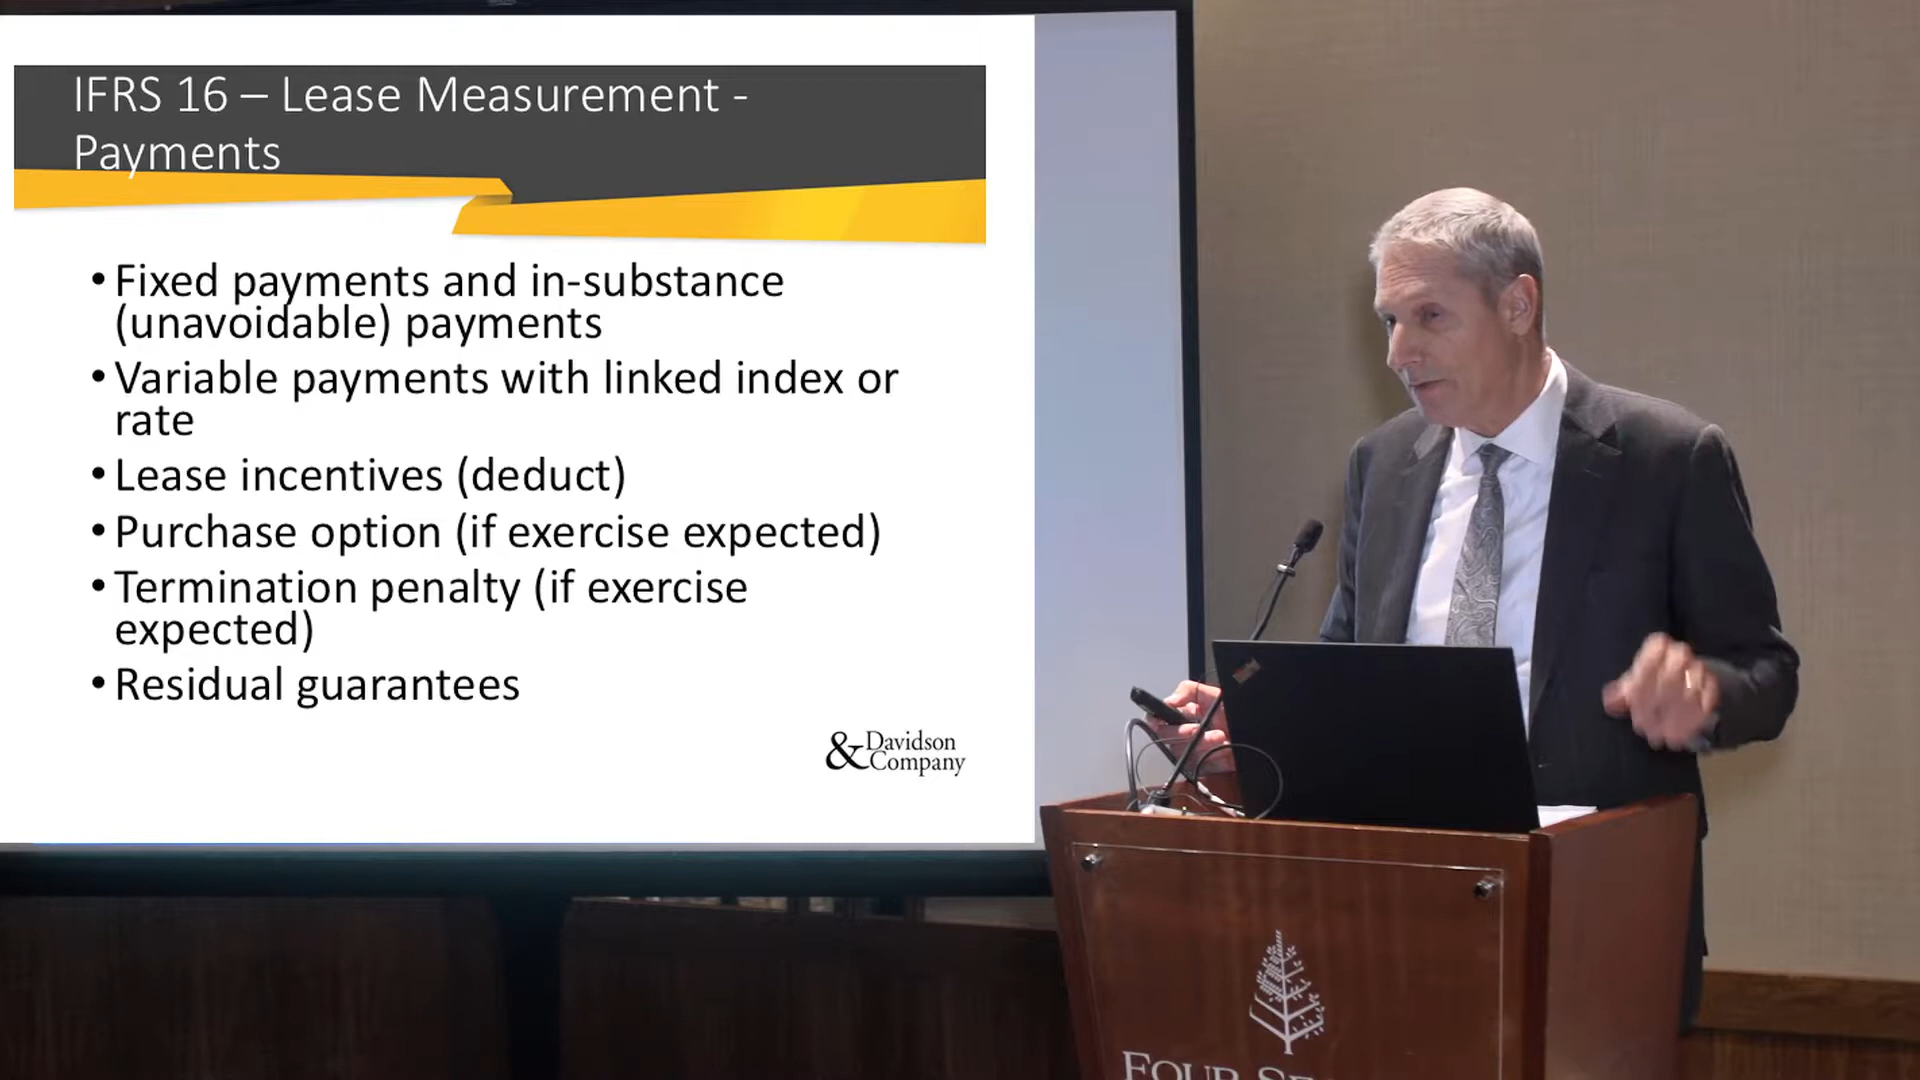 IFRS 16 – Lease Measurement -
Payments
• Fixed payments and in-substance
(unavoidable) payments
• Variable payments with linked index or
rate
• Lease incentives (deduct)
• Purchase option (if exercise expected)
• Termination penalty (if exercise
expected)
• Residual guarantees
& Davidson
Company
FOUR